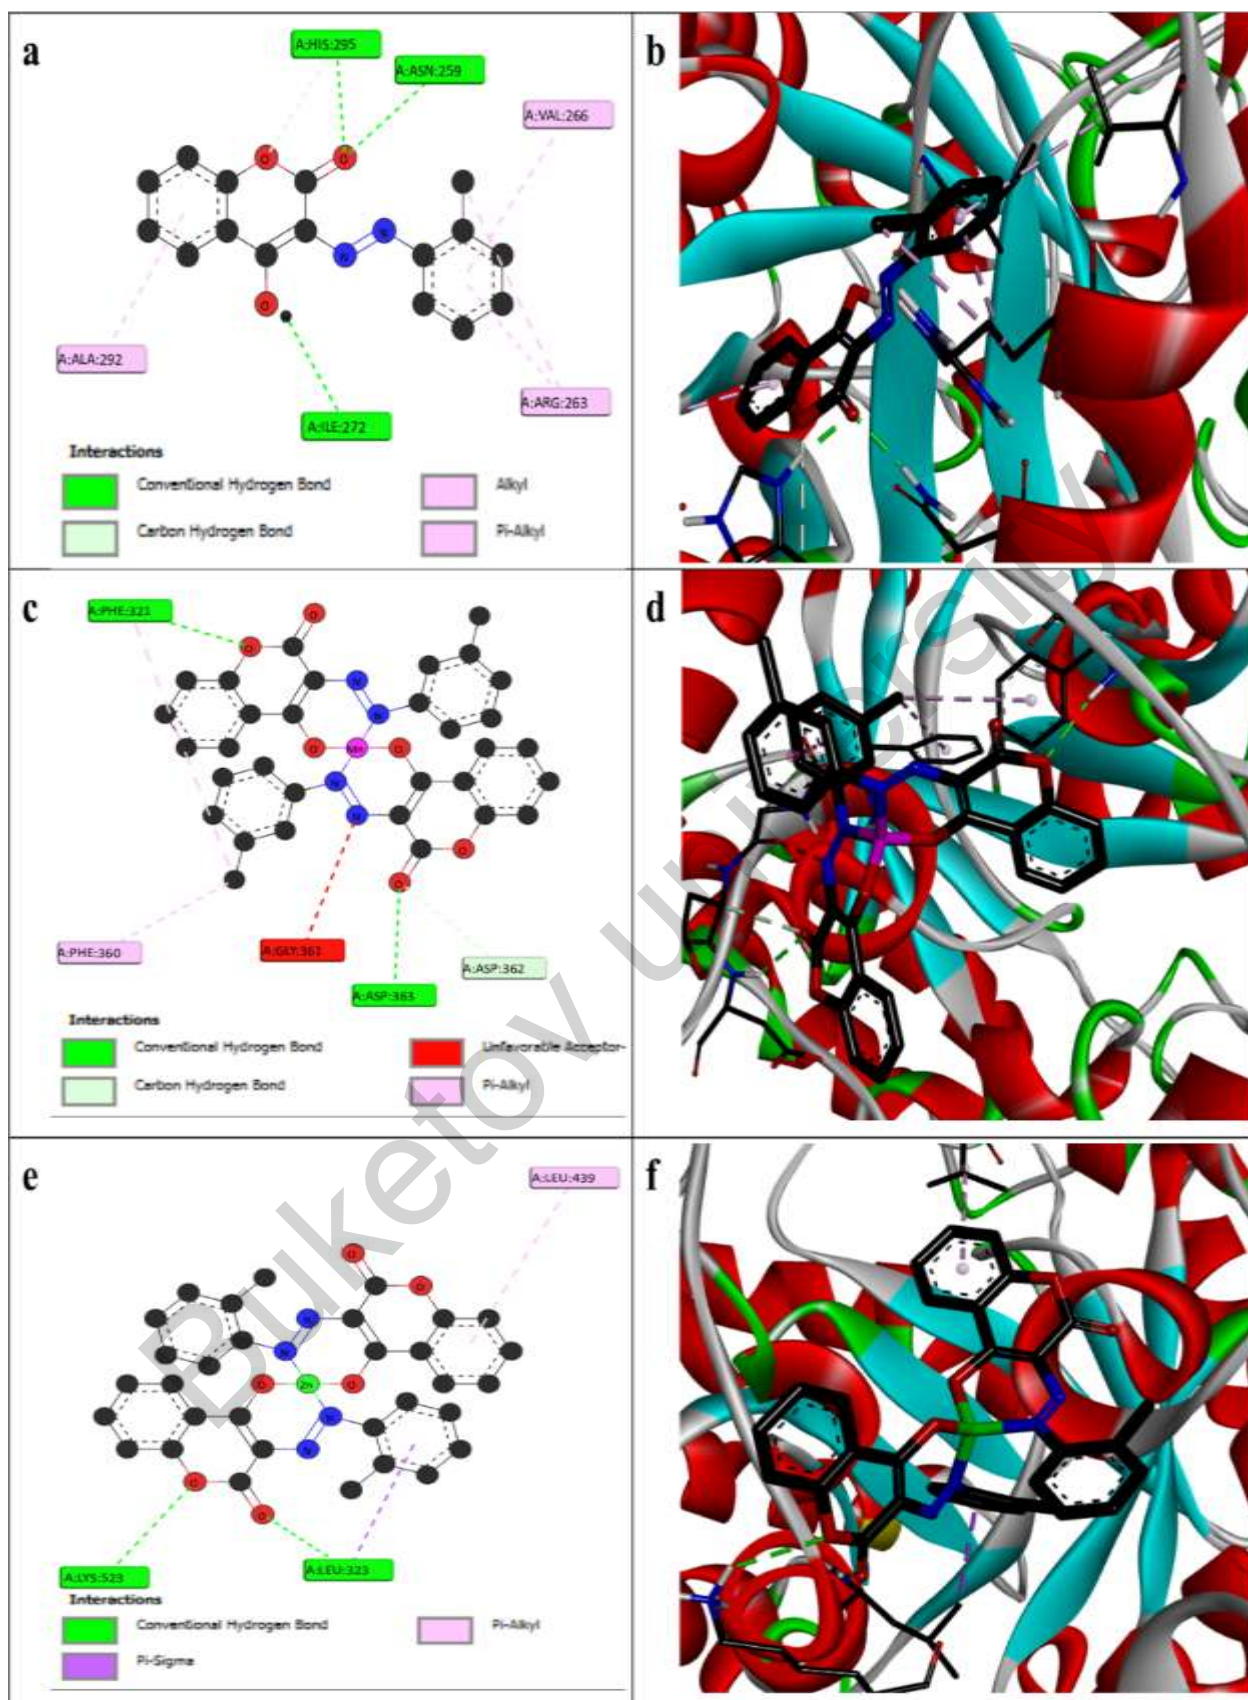 a
A:HIS:295
A:ASN:259
A:VAL:266
O
O
N
N
O
A:ALA:292
A:ARG:263
A:ILE:272
Interactions
Conventional Hydrogen Bond
Alkyl
Carbon Hydrogen Bond
Pi-Alkyl
b
c
A:PHE:321
O
O
N
N
O
Mn
O
N
N
O
O
A:PHE:360
A:GLY:361
A:ASP:362
A:ASP:363
Interactions
Conventional Hydrogen Bond
Unfavorable Acceptor-
Carbon Hydrogen Bond
Pi-Alkyl
d
e
A:LEU:439
O
O
N
N
O
Zn
O
N
N
O
O
A:LYS:523
A:LEU:323
Interactions
Conventional Hydrogen Bond
Pi-Alkyl
Pi-Sigma
f
Buketov university